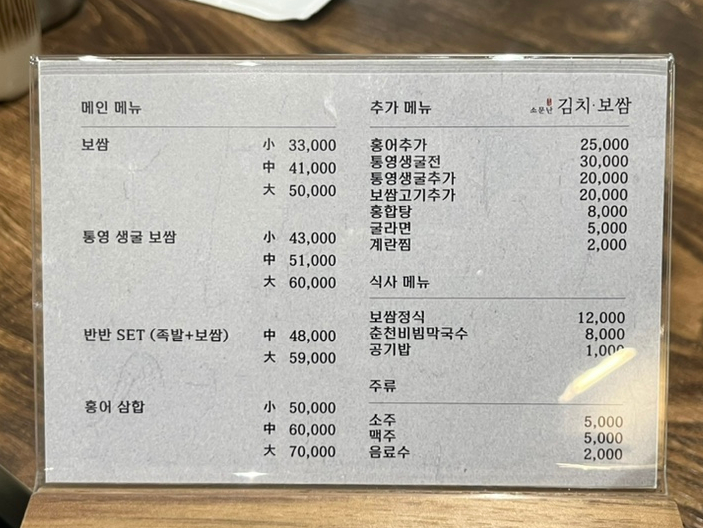 메인 메뉴
보쌈 小 33,000
中 41,000
大 50,000
통영 생굴 보쌈 小 43,000
中 51,000
大 60,000
반반 SET (족발+보쌈) 中 48,000
大 59,000
홍어 삼합 小 50,000
中 60,000
大 70,000
추가 메뉴
소문난 김치·보쌈
홍어추가 25,000
통영생굴전 30,000
통영생굴추가 20,000
보쌈고기추가 20,000
홍합탕 8,000
굴라면 5,000
계란찜 2,000
식사 메뉴
보쌈정식 12,000
춘천비빔막국수 8,000
공기밥 1,000
주류
소주 5,000
맥주 5,000
음료수 2,000